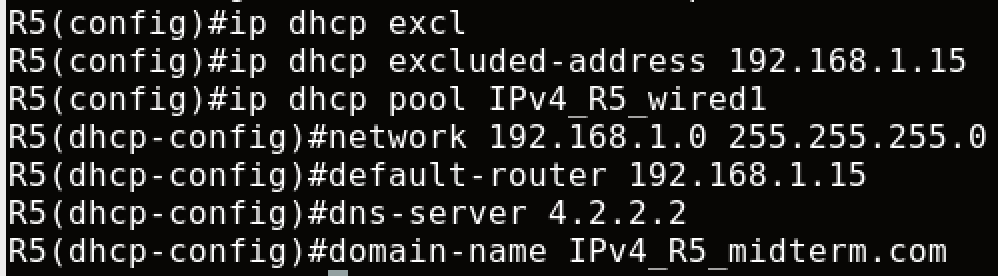 R5(config)#ip dhcp excl
R5(config)#ip dhcp excluded-address 192.168.1.15
R5(config)#ip dhcp pool IPv4_R5_wired1
R5(dhcp-config)#network 192.168.1.0 255.255.255.0
R5(dhcp-config)#default-router 192.168.1.15
R5(dhcp-config)#dns-server 4.2.2.2
R5(dhcp-config)#domain-name IPv4_R5_midterm.com